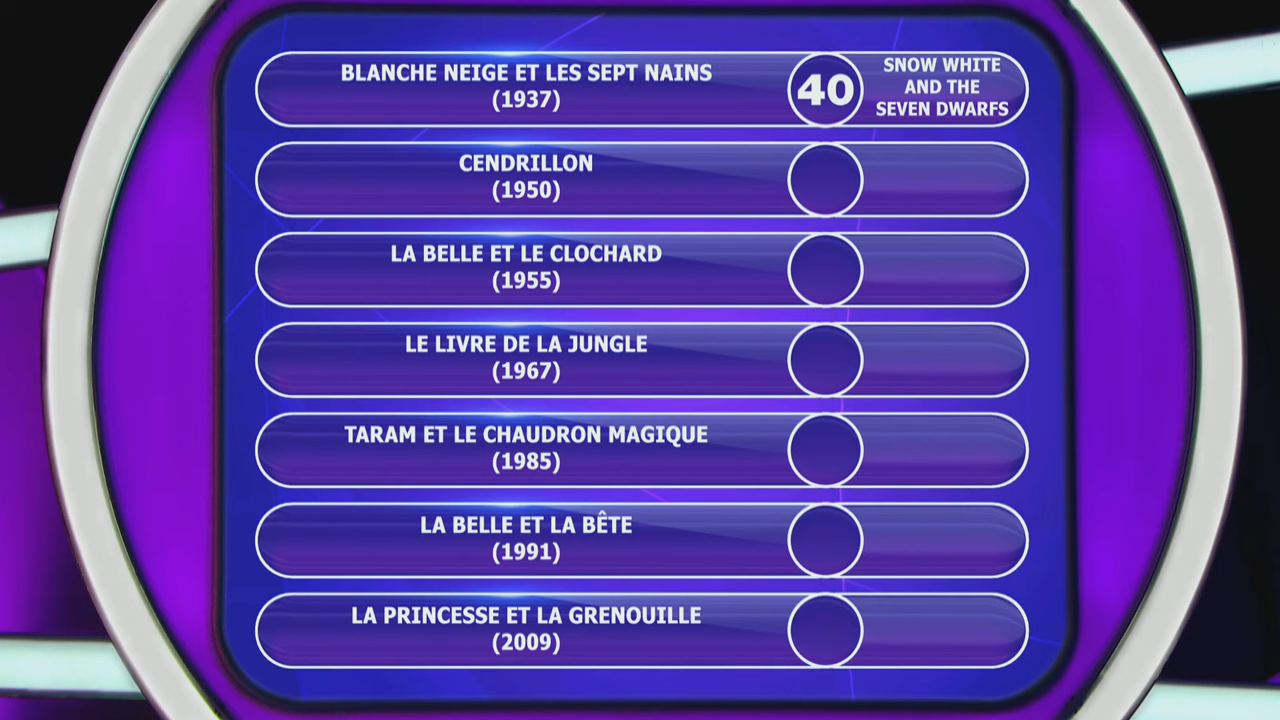 BLANCHE NEIGE ET LES SEPT NAINS
(1937)
40
SNOW WHITE
AND THE
SEVEN DWARFS
CENDRILLON
(1950)
LA BELLE ET LE CLOCHARD
(1955)
LE LIVRE DE LA JUNGLE
(1967)
TARAM ET LE CHAUDRON MAGIQUE
(1985)
LA BELLE ET LA BÊTE
(1991)
LA PRINCESSE ET LA GRENOUILLE
(2009)